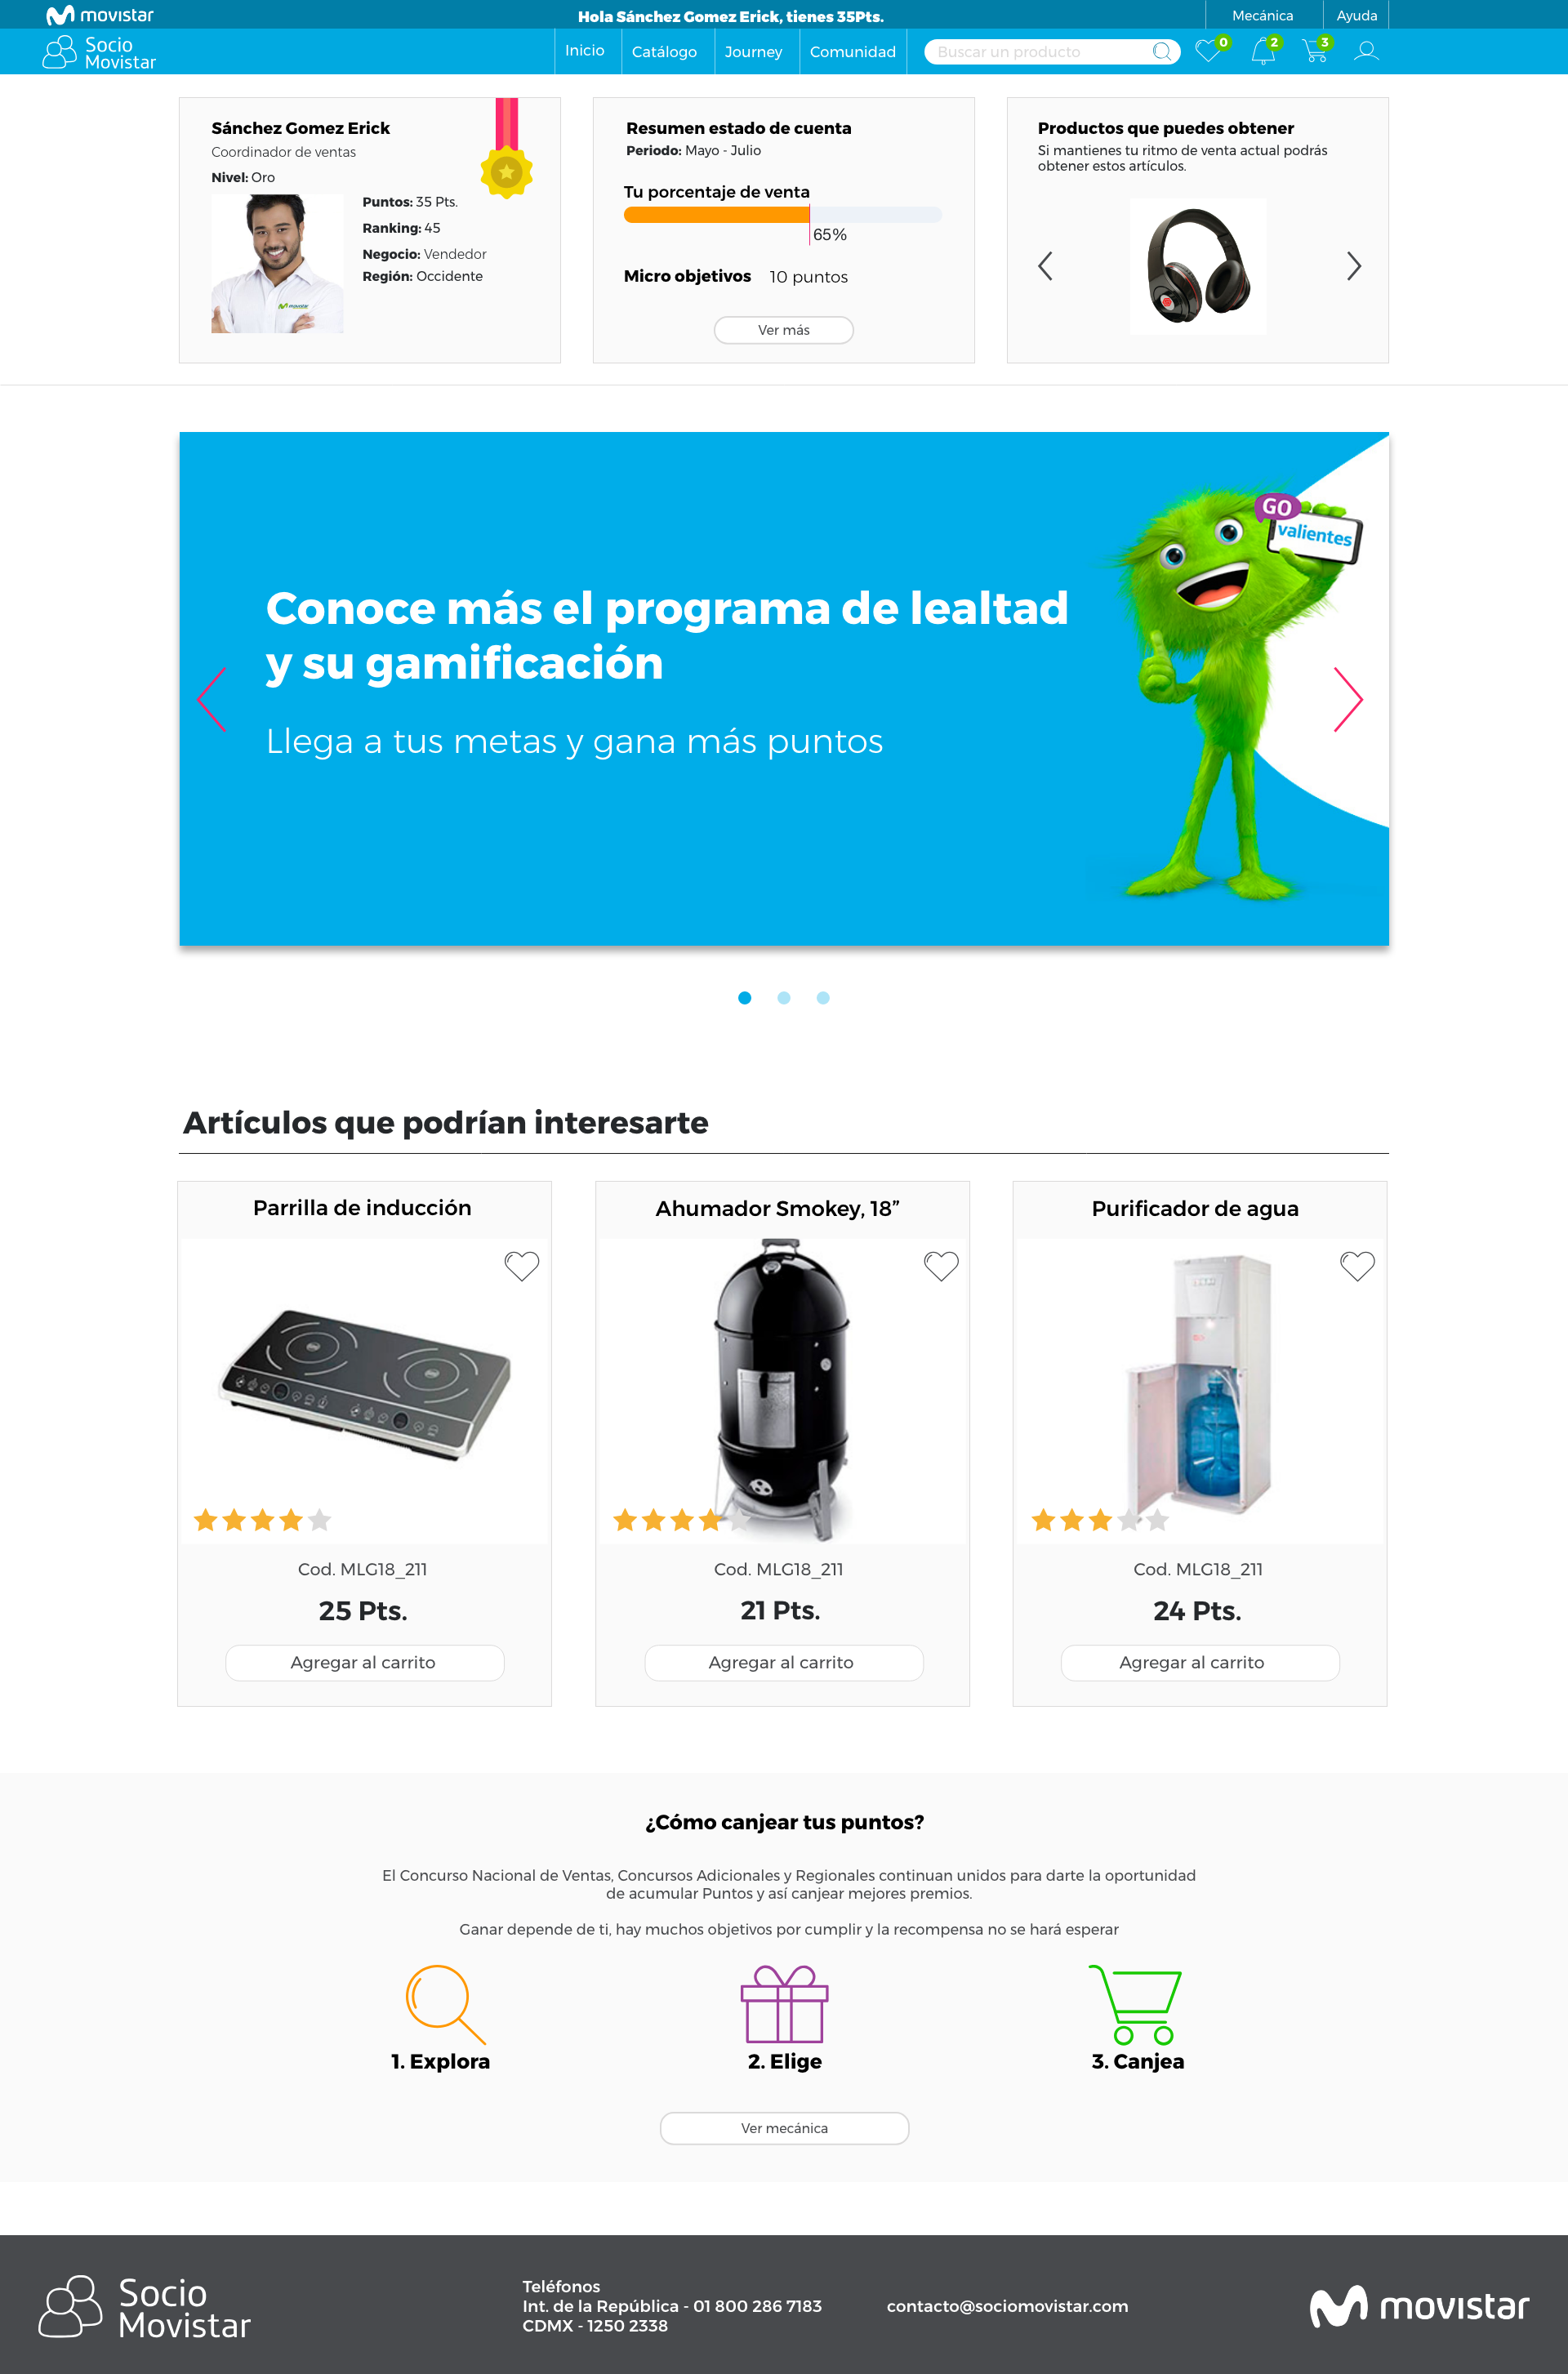 movistar
Hola Sánchez Gomez Erick, tienes 35Pts.
Mecánica
Ayuda
Socio
Movistar
Inicio
Catálogo
Journey
Comunidad
Buscar un producto
0
2
3
Sánchez Gomez Erick
Coordinador de ventas
Nivel: Oro
Puntos: 35 Pts.
Ranking: 45
Negocio: Vendedor
Región: Occidente
movistar
Resumen estado de cuenta
Periodo: Mayo - Julio
Tu porcentaje de venta
65%
Micro objetivos 10 puntos
Ver más
Productos que puedes obtener
Si mantienes tu ritmo de venta actual podrás
obtener estos artículos.
GO
valientes
Conoce más el programa de lealtad
y su gamificación
Llega a tus metas y gana más puntos
Artículos que podrían interesarte
Parrilla de inducción
Cod. MLG18_211
25 Pts.
Agregar al carrito
Ahumador Smokey, 18”
Cod. MLG18_211
21 Pts.
Agregar al carrito
Purificador de agua
Cod. MLG18_211
24 Pts.
Agregar al carrito
¿Cómo canjear tus puntos?
El Concurso Nacional de Ventas, Concursos Adicionales y Regionales continuan unidos para darte la oportunidad
de acumular Puntos y así canjear mejores premios.
Ganar depende de ti, hay muchos objetivos por cumplir y la recompensa no se hará esperar
1. Explora
2. Elige
3. Canjea
Ver mecánica
Socio
Movistar
Teléfonos
Int. de la República - 01 800 286 7183
CDMX - 1250 2338
contacto@sociomovistar.com
movistar